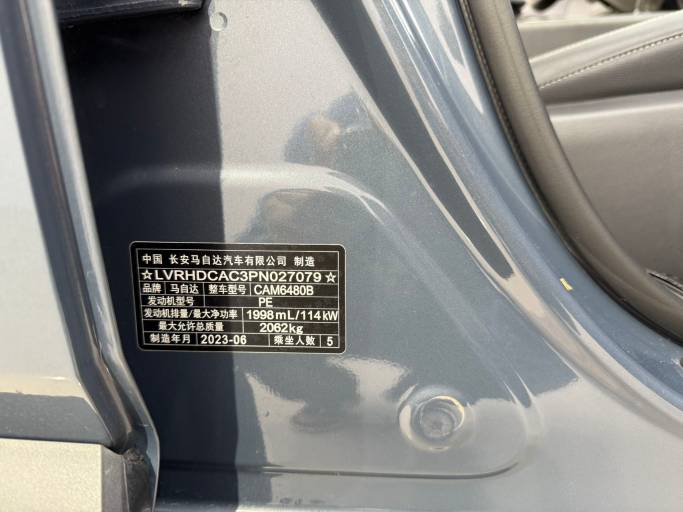 中国 长安马自达汽车有限公司 制造
☆LVRHDCAC3PN027079☆
品牌 马自达 整车型号 CAM6480B
发动机型号 PE
发动机排量/最大净功率 1998mL/114kW
最大允许总质量 2062kg
制造年月 2023-06 乘坐人数 5